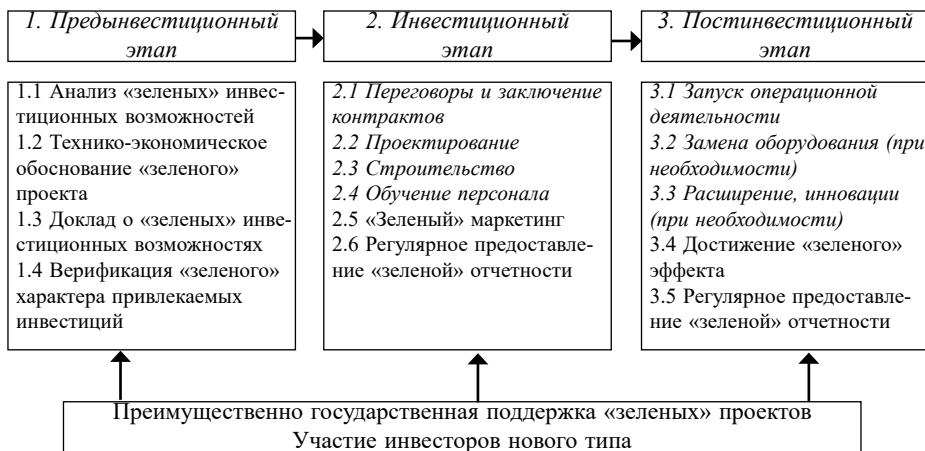 1. Прединвестиционный
этап
2. Инвестиционный
этап
3. Постинвестиционный
этап
1.1 Анализ «зеленых» инвес-
тиционных возможностей
1.2 Технико-экономическое
обоснование «зеленого»
проекта
1.3 Доклад о «зеленых» инве-
стиционных возможностях
1.4 Верификация «зеленого»
характера привлекаемых
инвестиций
2.1 Переговоры и заключение
контрактов
2.2 Проектирование
2.3 Строительство
2.4 Обучение персонала
2.5 «Зеленый» маркетинг
2.6 Регулярное предоставле-
ние «зеленой» отчетности
3.1 Запуск операционной
деятельности
3.2 Замена оборудования (при
необходимости)
3.3 Расширение, инновации
(при необходимости)
3.4 Достижение «зеленого»
эффекта
3.5 Регулярное предоставле-
ние «зеленой» отчетности
Преимущественно государственная поддержка «зеленых» проектов
Участие инвесторов нового типа